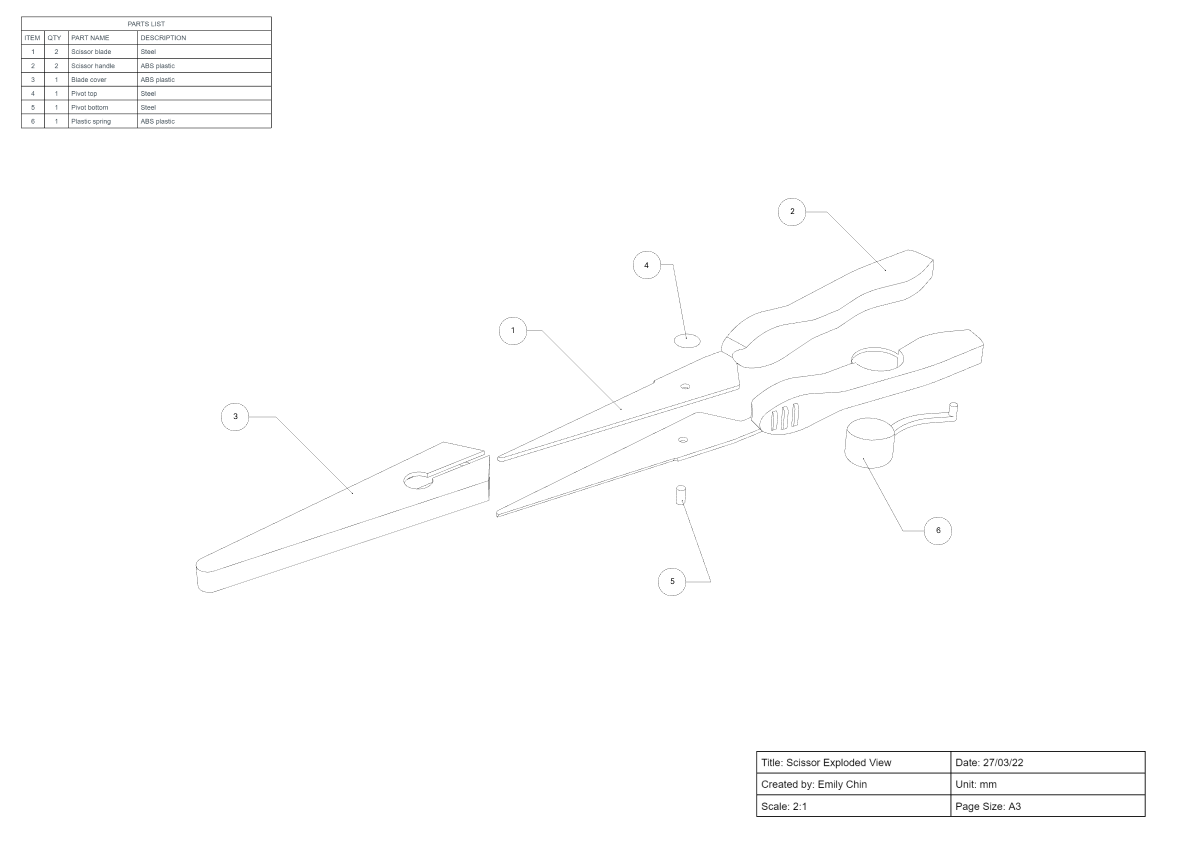 PARTS LIST
ITEM QTY PART NAME DESCRIPTION
1 2 Scissor blade Steel
2 2 Scissor handle ABS plastic
3 1 Blade cover ABS plastic
4 1 Pivot top Steel
5 1 Pivot bottom Steel
6 1 Plastic spring ABS plastic
2
4
1
3
6
5
Title: Scissor Exploded View Date: 27/03/22
Created by: Emily Chin Unit: mm
Scale: 2:1 Page Size: A3